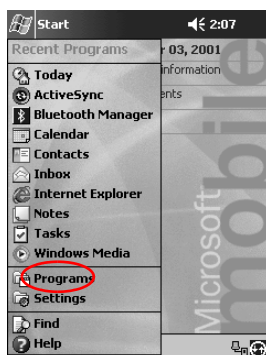 Start 2:07
Recent Programs r 03, 2001
Today information
ActiveSync ents
Bluetooth Manager
Calendar
Contacts
Inbox
Internet Explorer
Notes
Tasks
Windows Media
Programs
Settings
Find
Help
Microsoft
mobile